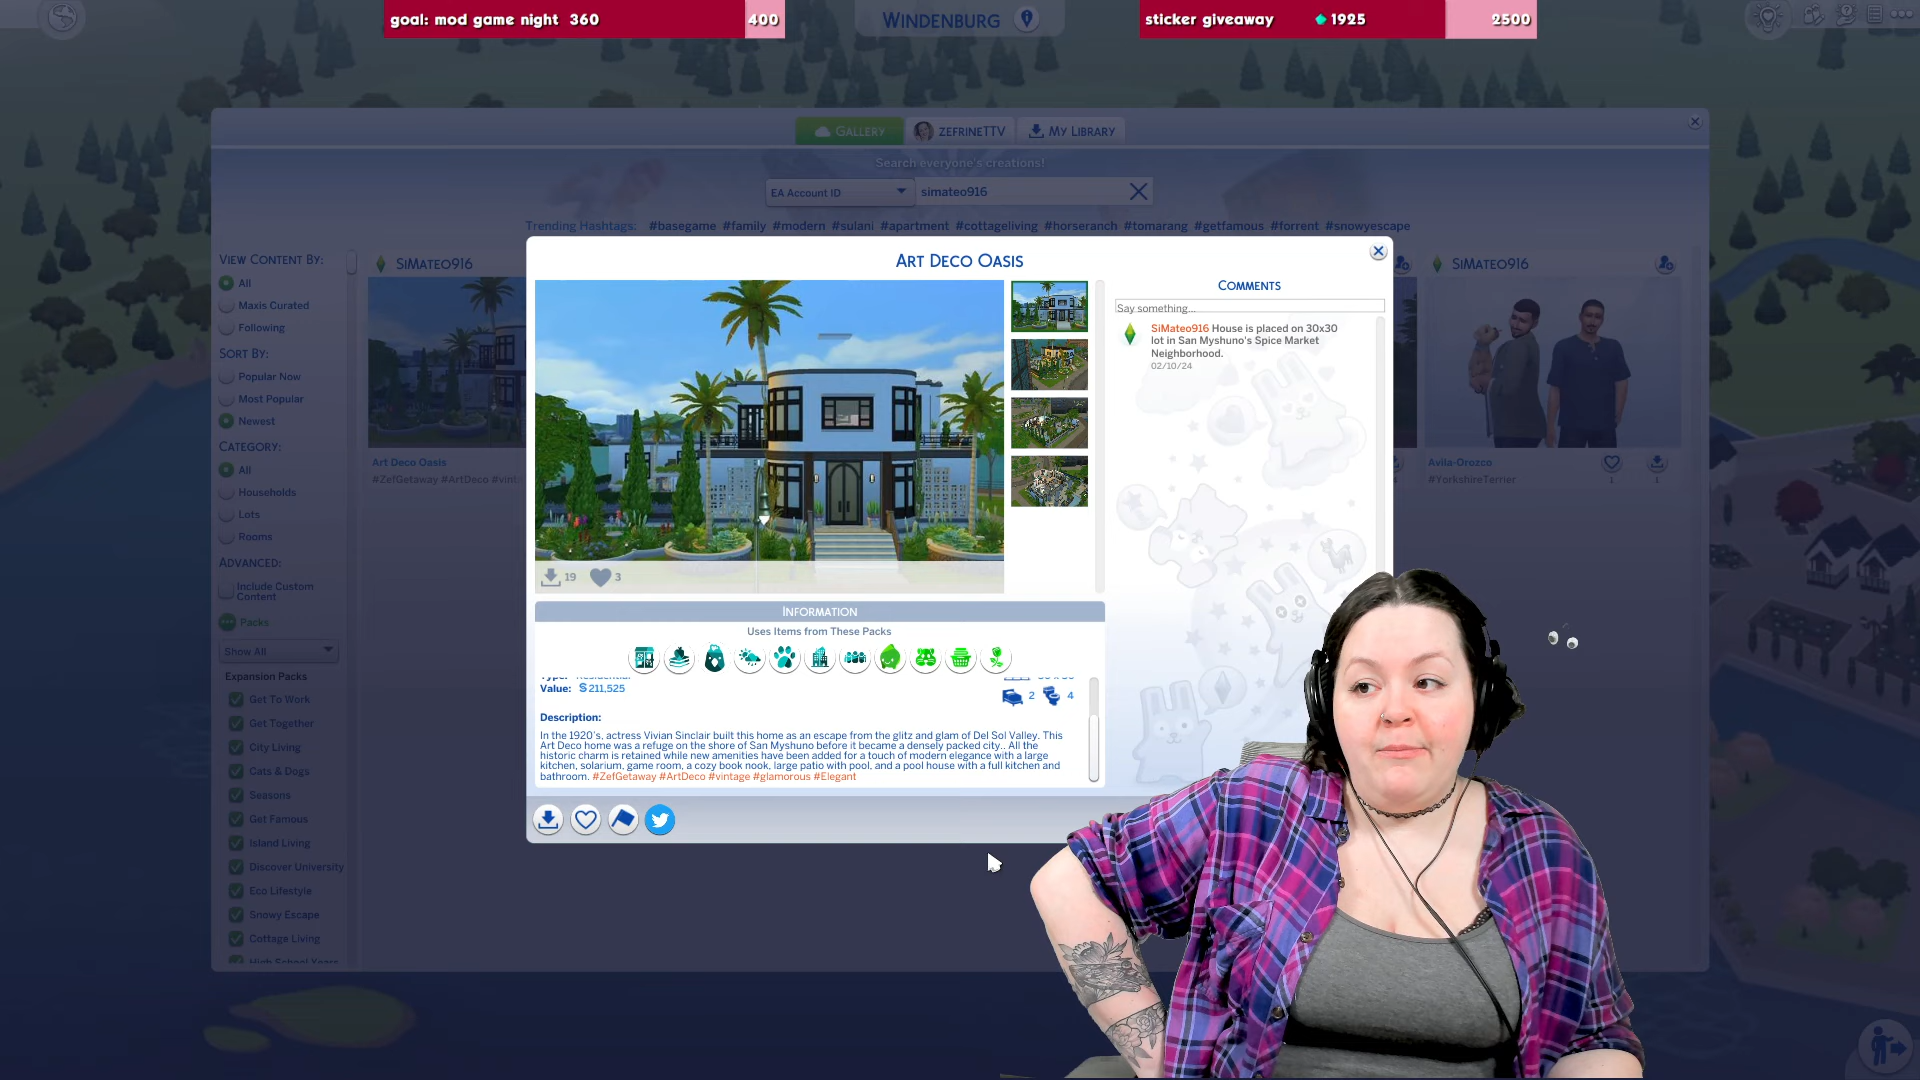 goal: mod game night 360 400
WINDENBURG
sticker giveaway 1925 2500
GALLERY
ZEFRINETTV
MY LIBRARY
Search everyone's creations!
EA Account ID
simateo916
Trending Hashtags: #basegame #family #modern #sulani #apartment #cottageliving #horseranch #tomarang #getfamous #forrent #snowyescape
VIEW CONTENT BY:
All
Maxis Curated
Following
SORT BY:
Popular Now
Most Popular
Newest
CATEGORY:
All
Households
Lots
Rooms
ADVANCED:
Include Custom
Content
Packs
Show All
Expansion Packs
Get To Work
Get Together
City Living
Cats & Dogs
Seasons
Get Famous
Island Living
Discover University
Eco Lifestyle
Snowy Escape
Cottage Living
High School Years
SIMATEO916
Art Deco Oasis
#ZefGetaway #ArtDeco #vint
ART DECO OASIS
19
3
INFORMATION
Uses Items from These Packs
Type: Residential
30 x 30
Value: §211,525
2 4
Description:
In the 1920's, actress Vivian Sinclair built this home as an escape from the glitz and glam of Del Sol Valley. This
Art Deco home was a refuge on the shore of San Myshuno before it became a densely packed city.. All the
historic charm is retained while new amenities have been added for a touch of modern elegance with a large
kitchen, solarium, game room, a cozy book nook, large patio with pool, and a pool house with a full kitchen and
bathroom. #ZefGetaway #ArtDeco #vintage #glamorous #Elegant
COMMENTS
Say something...
SiMateo916 House is placed on 30x30
lot in San Myshuno's Spice Market
Neighborhood.
02/10/24
SIMATEO916
Avila-Orozco
#YorkshireTerrier
1
1